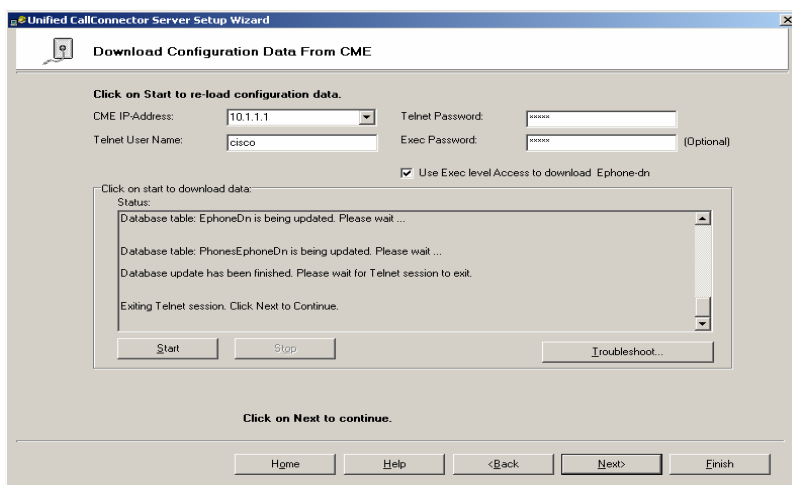 Unified CallConnector Server Setup Wizard
Download Configuration Data From CME
Click on Start to re-load configuration data.
CME IP-Address: 10.1.1.1 Telnet Password: xxxxx
Telnet User Name: cisco Exec Password: xxxxx (Optional)
Use Exec level Access to download Ephone-dn
Click on start to download data:
Status:
Database table: EphoneDn is being updated. Please wait ...
Database table: PhonesEphoneDn is being updated. Please wait ...
Database update has been finished. Please wait for Telnet session to exit.
Exiting Telnet session. Click Next to Continue.
Start Stop Troubleshoot...
Click on Next to continue.
Home Help <Back Next> Finish